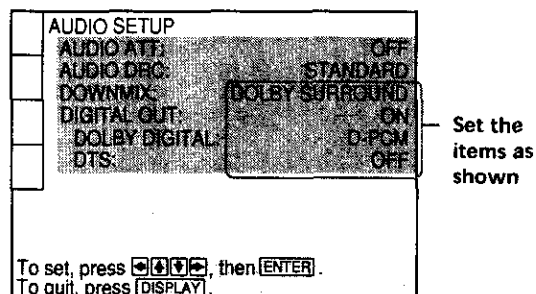 AUDIO SETUP
AUDIO ATT: OFF
AUDIO DRC: STANDARD
DOWNMIX: DOLBY SURROUND
DIGITAL OUT: ON
DOLBY DIGITAL: D-PCM
DTS: OFF
Set the
items as
shown
To set, press ←↑↓→, then ENTER.
To quit, press DISPLAY.